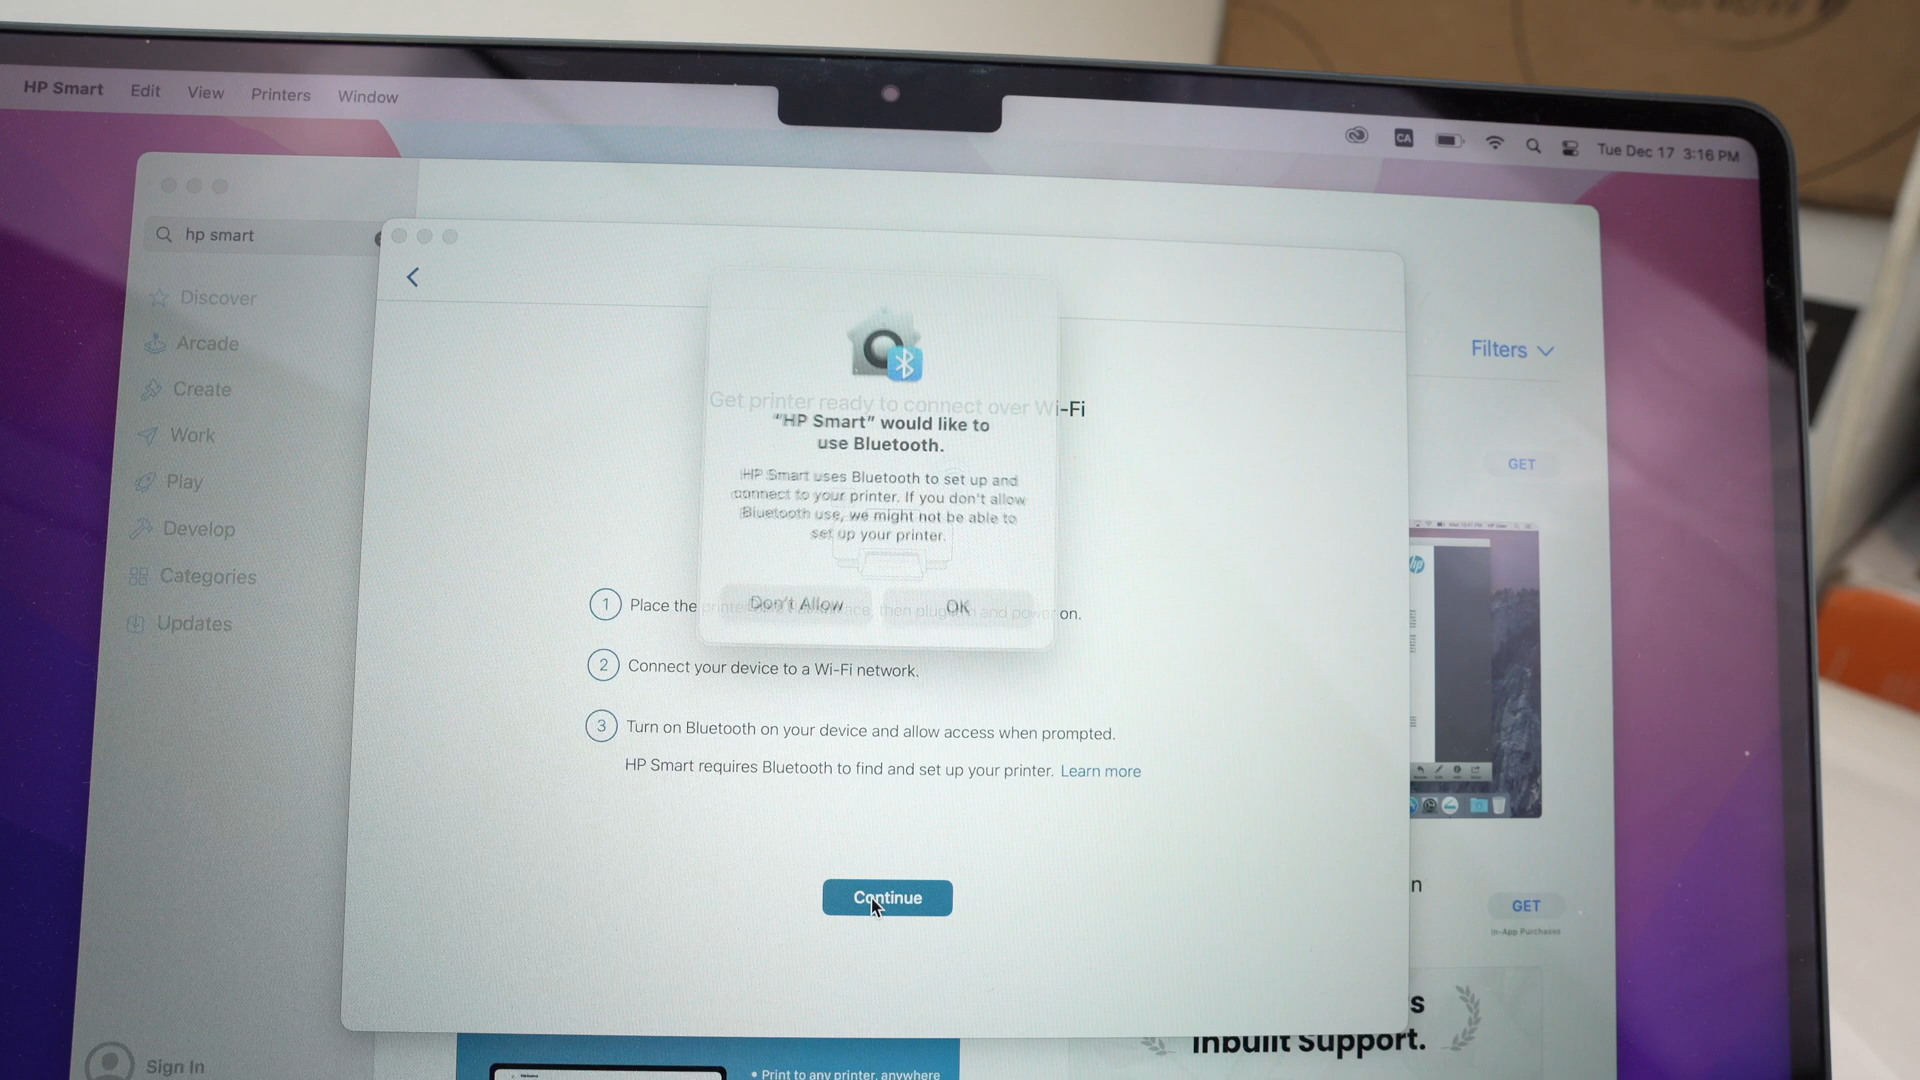 HP Smart Edit View Printers Window
CA
Tue Dec 17 3:16 PM
hp smart
Discover
Arcade
Create
Work
Play
Develop
Categories
Updates
Sign In
Filters
GET
Get printer ready to connect over Wi-Fi
“HP Smart” would like to
use Bluetooth.
HP Smart uses Bluetooth to set up and
connect to your printer. If you don't allow
Bluetooth use, we might not be able to
set up your printer.
Don't Allow
OK
1 Place the then plug and power on.
2 Connect your device to a Wi-Fi network.
3 Turn on Bluetooth on your device and allow access when prompted.
HP Smart requires Bluetooth to find and set up your printer. Learn more
Continue
hp
n
GET
In-App Purchases
s
Inbuilt Support.
• Print to any printer, anywhere